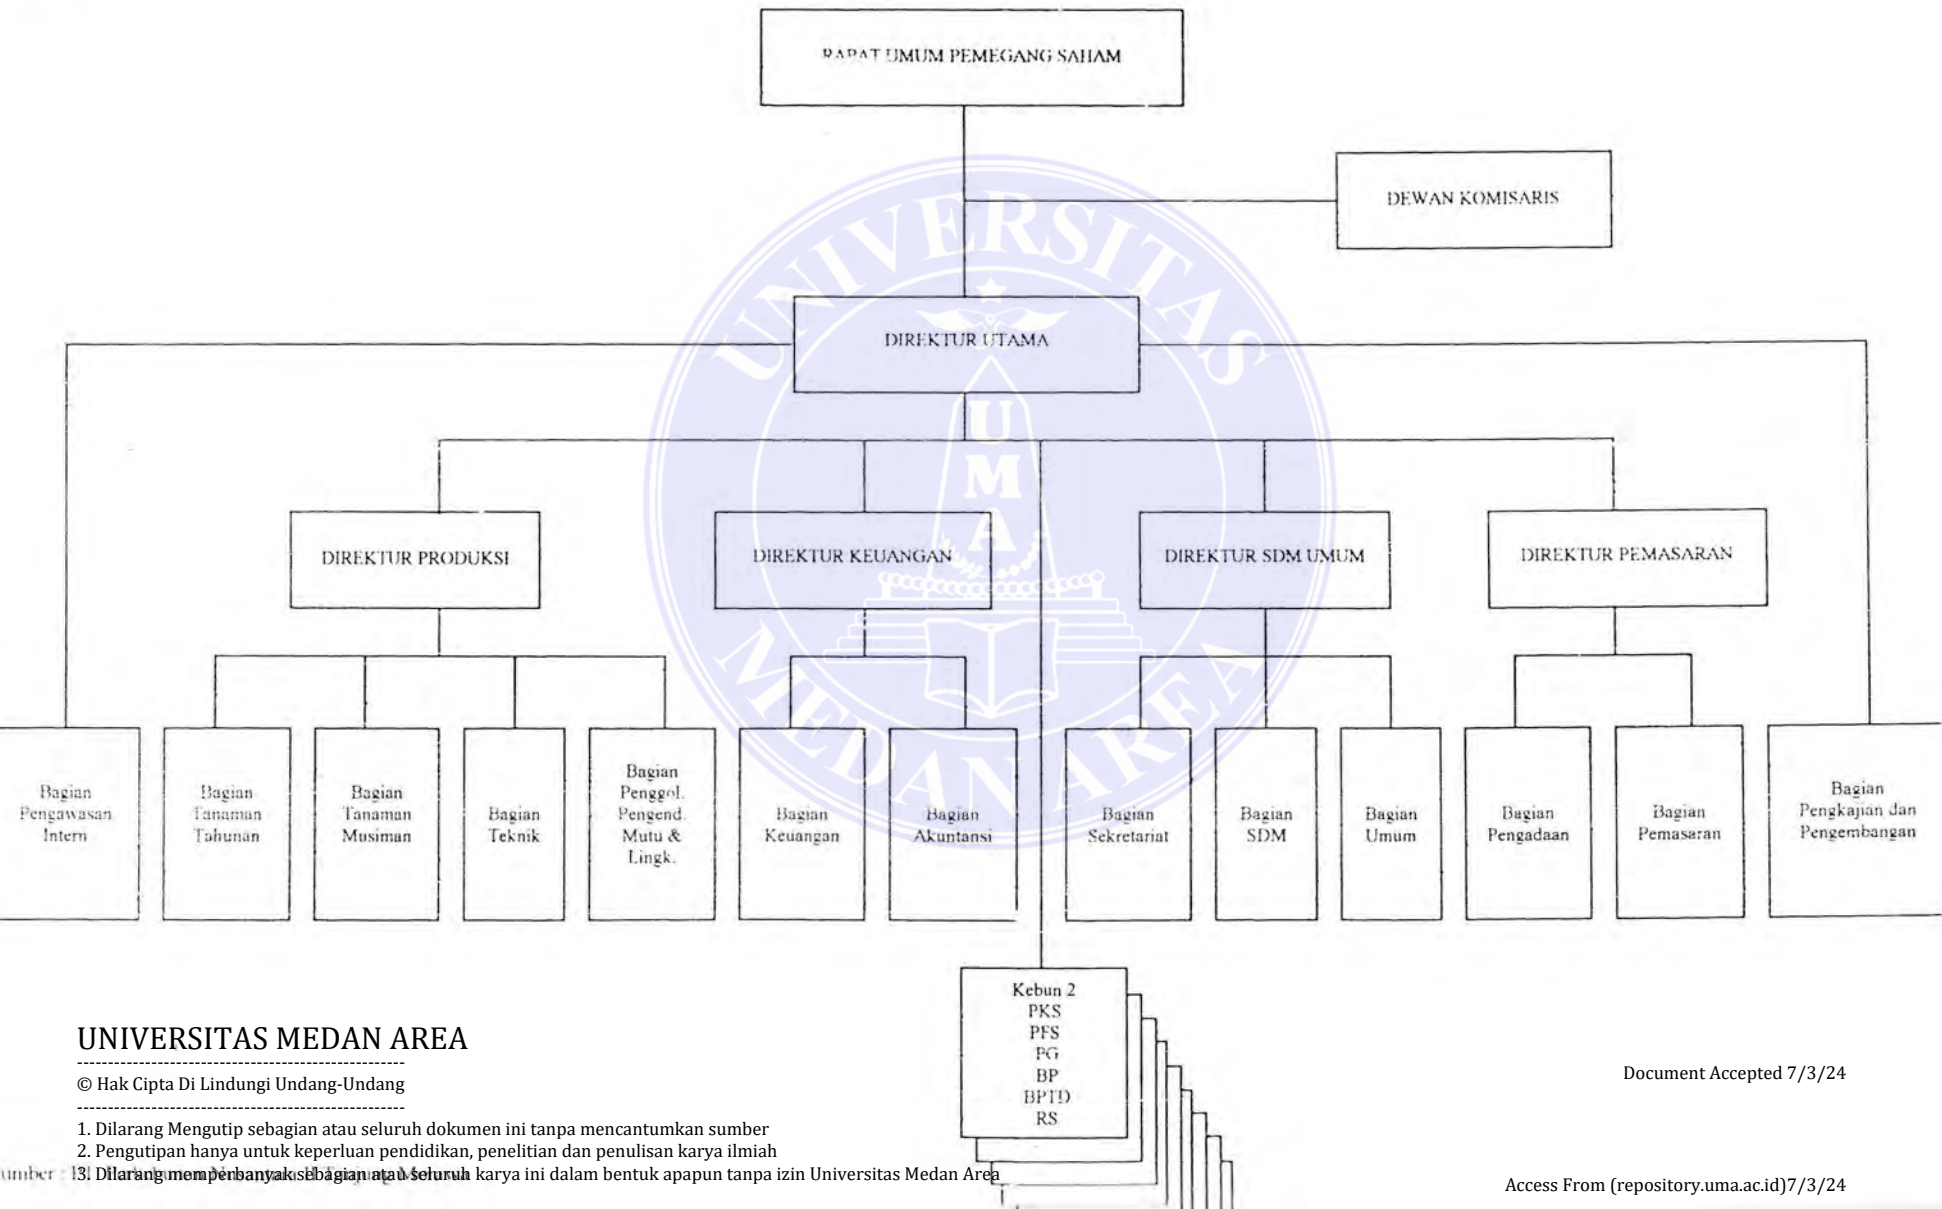 RAPAT UMUM PEMEGANG SAHAM
DEWAN KOMISARIS
DIREKTUR UTAMA
DIREKTUR PRODUKSI
DIREKTUR KEUANGAN
DIREKTUR SDM UMUM
DIREKTUR PEMASARAN
Bagian
Pengawasan
Intern
Bagian
Tanaman
Tahunan
Bagian
Tanaman
Musiman
Bagian
Teknik
Bagian
Penggol.
Pengend.
Mutu &
Lingk.
Bagian
Keuangan
Bagian
Akuntansi
Bagian
Sekretariat
Bagian
SDM
Bagian
Umum
Bagian
Pengadaan
Bagian
Pemasaran
Bagian
Pengkajian dan
Pengembangan
Kebun 2
PKS
PFS
PG
BP
BPTD
RS
UNIVERSITAS MEDAN AREA
UMA
UNIVERSITAS MEDAN AREA
-----------------------------------------------------
© Hak Cipta Di Lindungi Undang-Undang
-----------------------------------------------------
1. Dilarang Mengutip sebagian atau seluruh dokumen ini tanpa mencantumkan sumber
2. Pengutipan hanya untuk keperluan pendidikan, penelitian dan penulisan karya ilmiah
3. Dilarang memperbanyak sebagian atau seluruh karya ini dalam bentuk apapun tanpa izin Universitas Medan Area
Document Accepted 7/3/24
Access From (repository.uma.ac.id)7/3/24